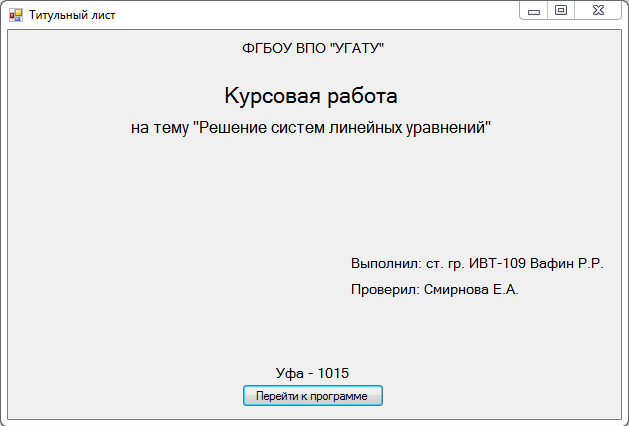 Титульный лист
ФГБОУ ВПО "УГАТУ"
Курсовая работа
на тему "Решение систем линейных уравнений"
Выполнил: ст. гр. ИВТ-109 Вафин Р.Р.
Проверил: Смирнова Е.А.
Уфа - 1015
Перейти к программе